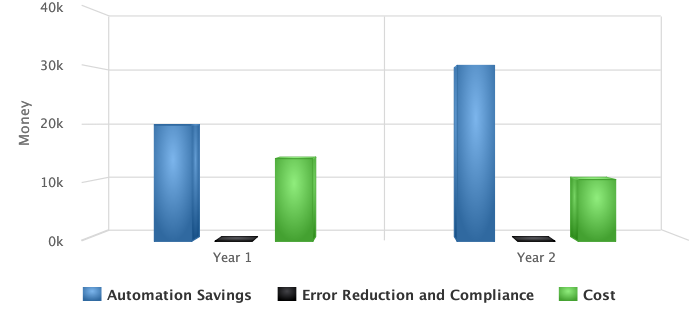 40k
30k
20k
10k
0k
Money
Year 1
Year 2
Automation Savings
Error Reduction and Compliance
Cost